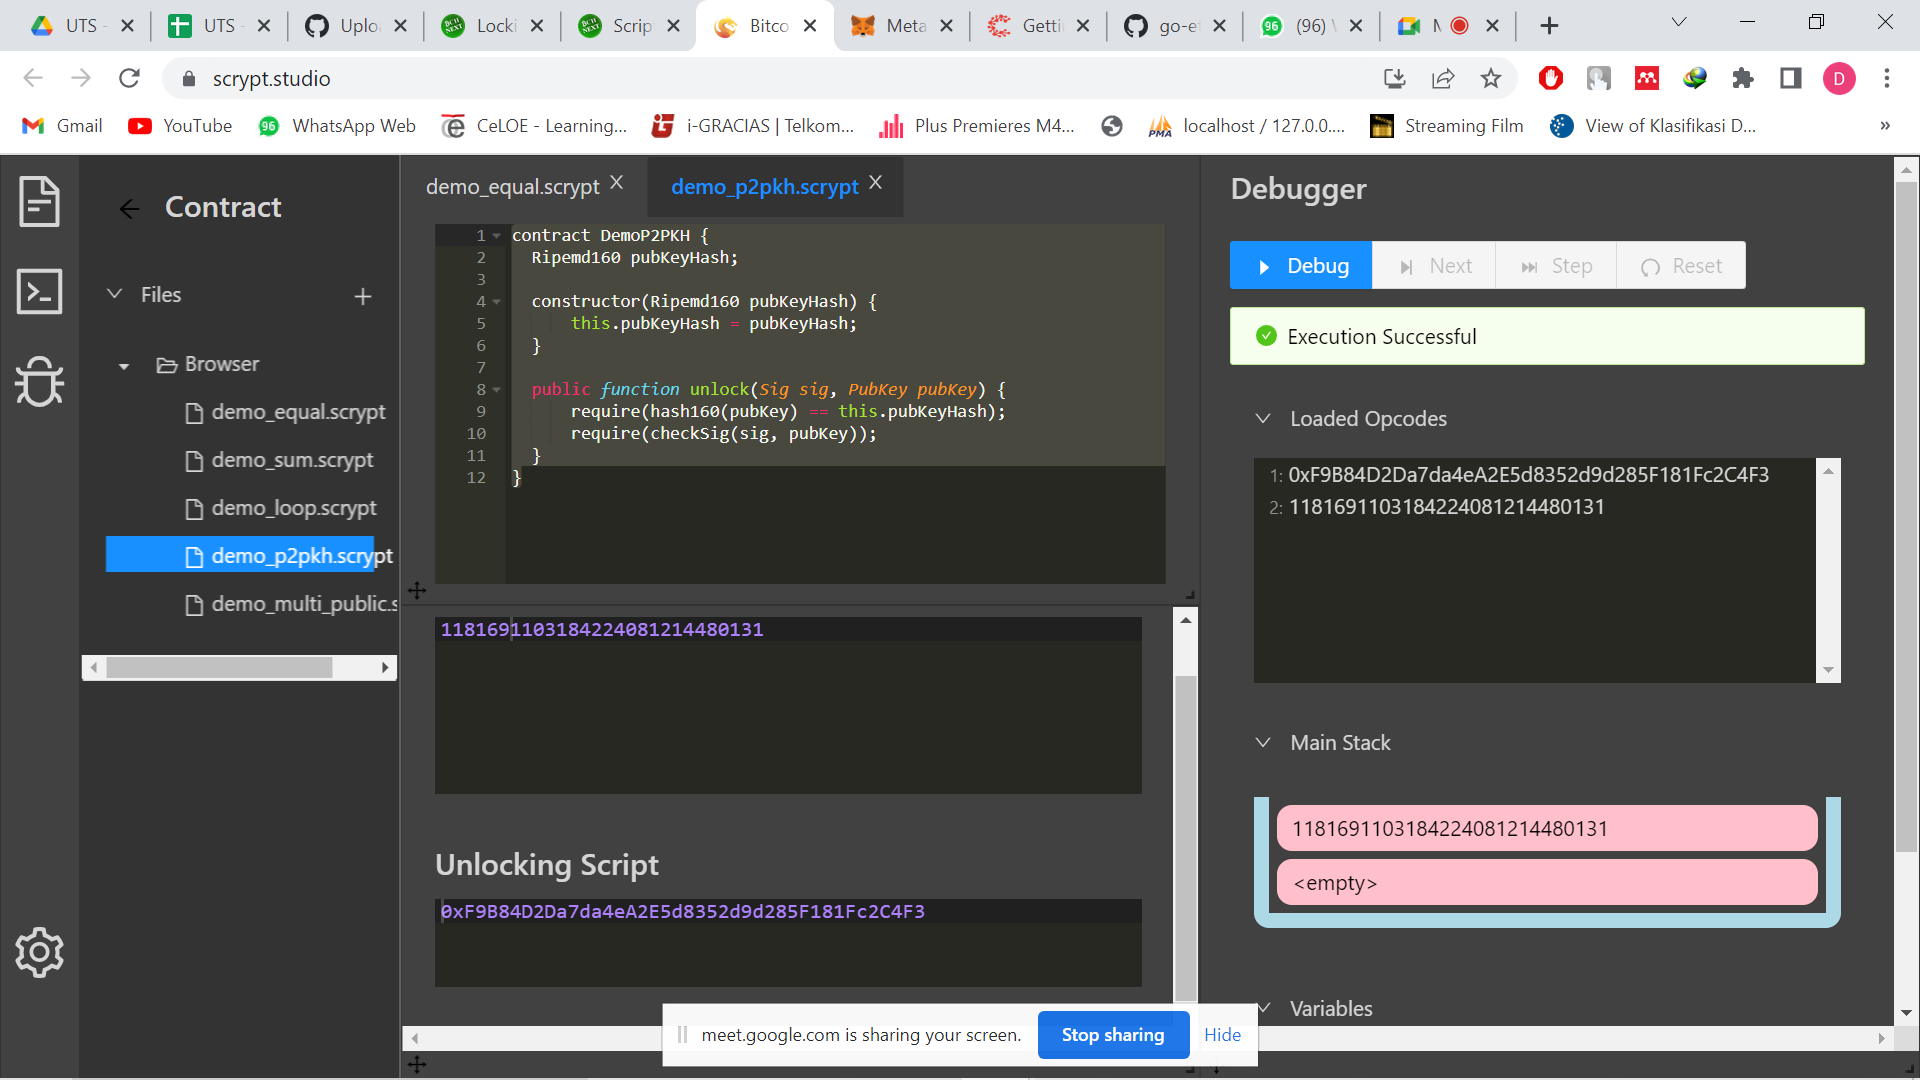 UTS -
UTS -
Uplo
Locki
Scrip
Bitco
Meta
Getti
go-et
(96) W
M
scrypt.studio
D
Gmail
YouTube
WhatsApp Web
CeLOE - Learning...
i-GRACIAS | Telkom...
Plus Premieres M4...
localhost / 127.0.0....
Streaming Film
View of Klasifikasi D...
»
Contract
Files
Browser
demo_equal.scrypt
demo_sum.scrypt
demo_loop.scrypt
demo_p2pkh.scrypt
demo_multi_public.s
demo_equal.scrypt X
demo_p2pkh.scrypt X
1 contract DemoP2PKH {
2 Ripemd160 pubKeyHash;
3
4 constructor(Ripemd160 pubKeyHash) {
5 this.pubKeyHash = pubKeyHash;
6 }
7
8 public function unlock(Sig sig, PubKey pubKey) {
9 require(hash160(pubKey) == this.pubKeyHash);
10 require(checkSig(sig, pubKey));
11 }
12 }
1181691103184224081214480131
Unlocking Script
0xF9B84D2Da7da4eA2E5d8352d9d285F181Fc2C4F3
Debugger
Debug
Next
Step
Reset
Execution Successful
Loaded Opcodes
1: 0xF9B84D2Da7da4eA2E5d8352d9d285F181Fc2C4F3
2: 1181691103184224081214480131
Main Stack
1181691103184224081214480131
<empty>
Variables
meet.google.com is sharing your screen.
Stop sharing
Hide